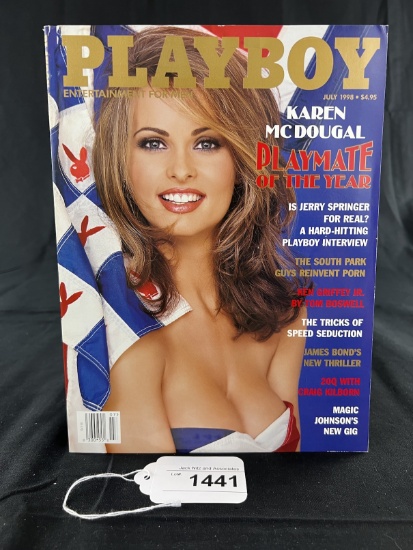 PLAYBOY
ENTERTAINMENT FOR
JULY 1998 • $4.95
KAREN
MCDOUGAL
PLAYMATE
OF THE YEAR
IS JERRY SPRINGER
FOR REAL?
A HARD-HITTING
PLAYBOY INTERVIEW
THE SOUTH PARK
GUYS REINVENT PORN
KEN GRIFFEY JR.
BY TOM BOSWELL
THE TRICKS OF
SPEED SEDUCTION
JAMES BOND'S
NEW THRILLER
20Q WITH
CRAIG KILBORN
MAGIC
JOHNSON'S
NEW GIG
Lot#
1441